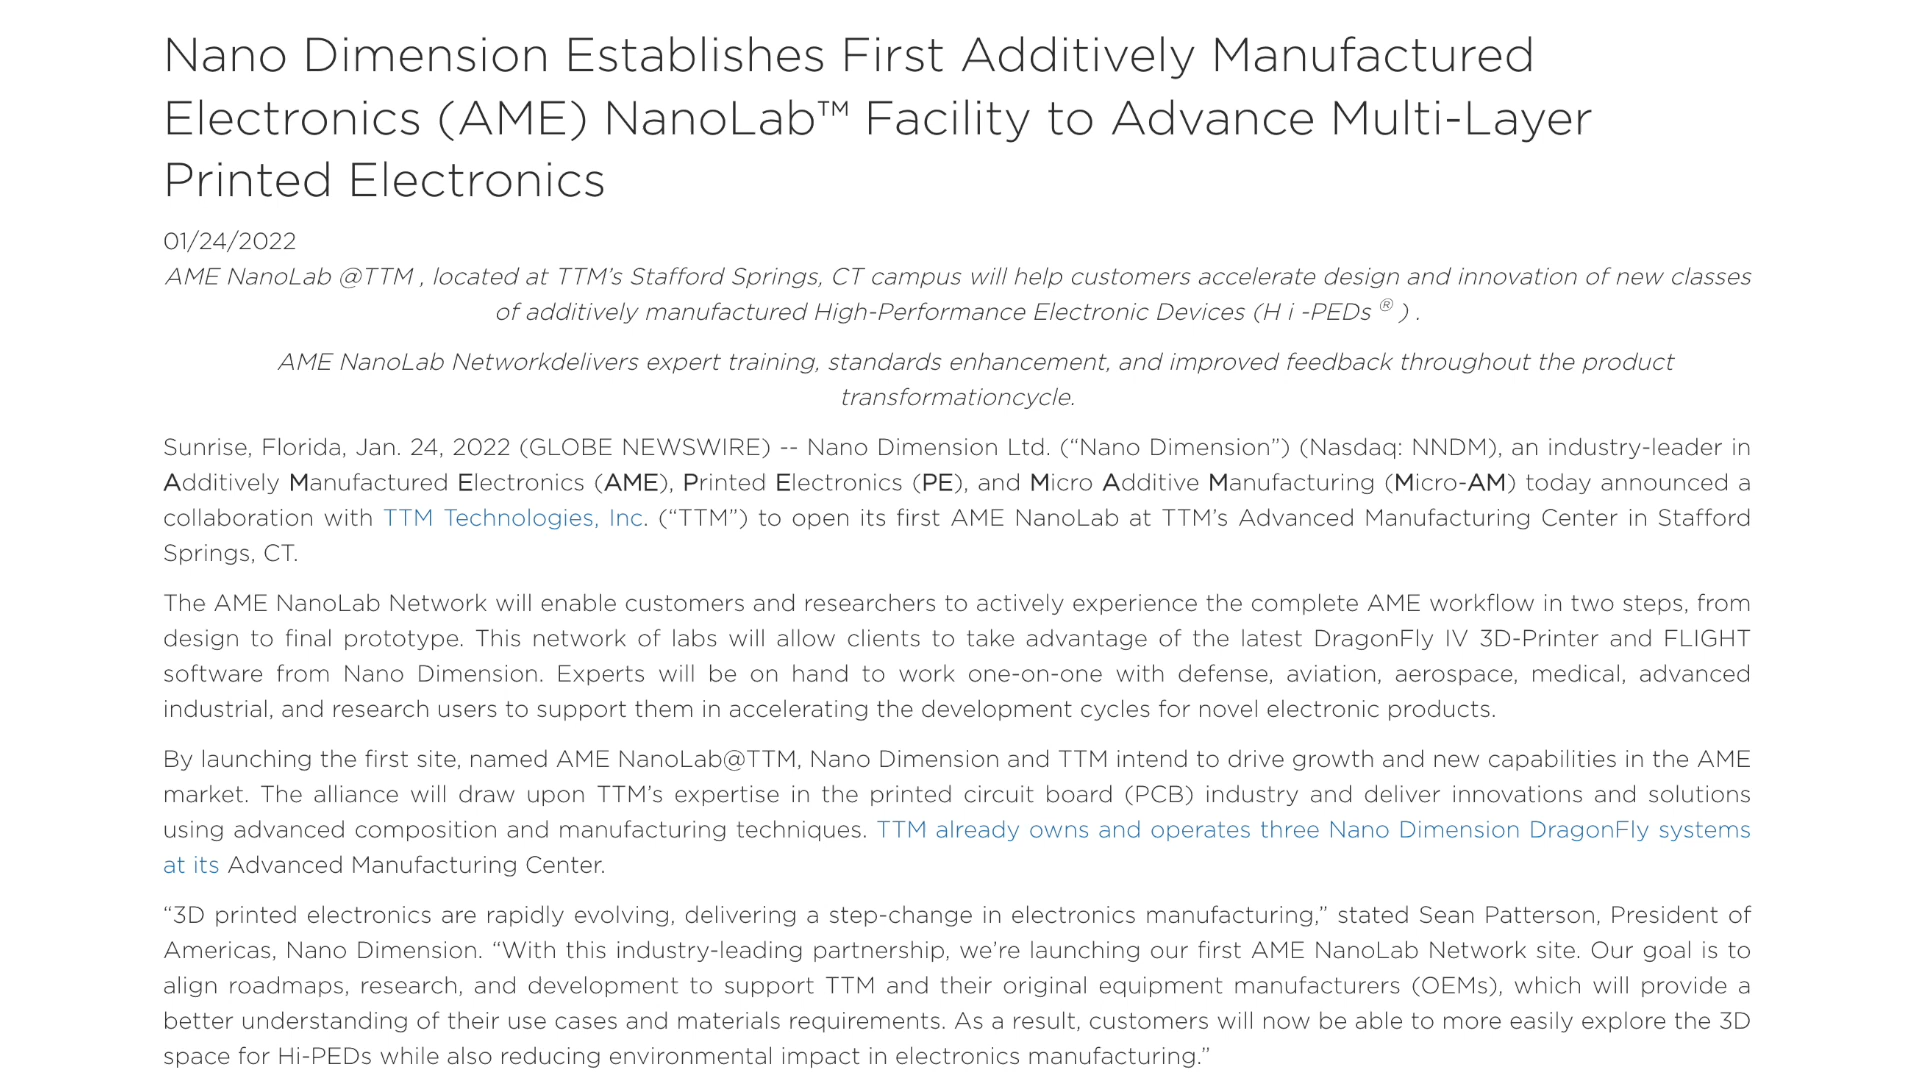 Nano Dimension Establishes First Additively Manufactured
Electronics (AME) NanoLab™ Facility to Advance Multi-Layer
Printed Electronics
01/24/2022
AME NanoLab @TTM , located at TTM’s Stafford Springs, CT campus will help customers accelerate design and innovation of new classes
of additively manufactured High-Performance Electronic Devices (H i -PEDs ® ) .
AME NanoLab Networkdelivers expert training, standards enhancement, and improved feedback throughout the product
transformationcycle.
Sunrise, Florida, Jan. 24, 2022 (GLOBE NEWSWIRE) -- Nano Dimension Ltd. (“Nano Dimension”) (Nasdaq: NNDM), an industry-leader in
Additively Manufactured Electronics (AME), Printed Electronics (PE), and Micro Additive Manufacturing (Micro-AM) today announced a
collaboration with TTM Technologies, Inc. (“TTM”) to open its first AME NanoLab at TTM’s Advanced Manufacturing Center in Stafford
Springs, CT.
The AME NanoLab Network will enable customers and researchers to actively experience the complete AME workflow in two steps, from
design to final prototype. This network of labs will allow clients to take advantage of the latest DragonFly IV 3D-Printer and FLIGHT
software from Nano Dimension. Experts will be on hand to work one-on-one with defense, aviation, aerospace, medical, advanced
industrial, and research users to support them in accelerating the development cycles for novel electronic products.
By launching the first site, named AME NanoLab@TTM, Nano Dimension and TTM intend to drive growth and new capabilities in the AME
market. The alliance will draw upon TTM’s expertise in the printed circuit board (PCB) industry and deliver innovations and solutions
using advanced composition and manufacturing techniques. TTM already owns and operates three Nano Dimension DragonFly systems
at its Advanced Manufacturing Center.
“3D printed electronics are rapidly evolving, delivering a step-change in electronics manufacturing,” stated Sean Patterson, President of
Americas, Nano Dimension. “With this industry-leading partnership, we’re launching our first AME NanoLab Network site. Our goal is to
align roadmaps, research, and development to support TTM and their original equipment manufacturers (OEMs), which will provide a
better understanding of their use cases and materials requirements. As a result, customers will now be able to more easily explore the 3D
space for Hi-PEDs while also reducing environmental impact in electronics manufacturing.”